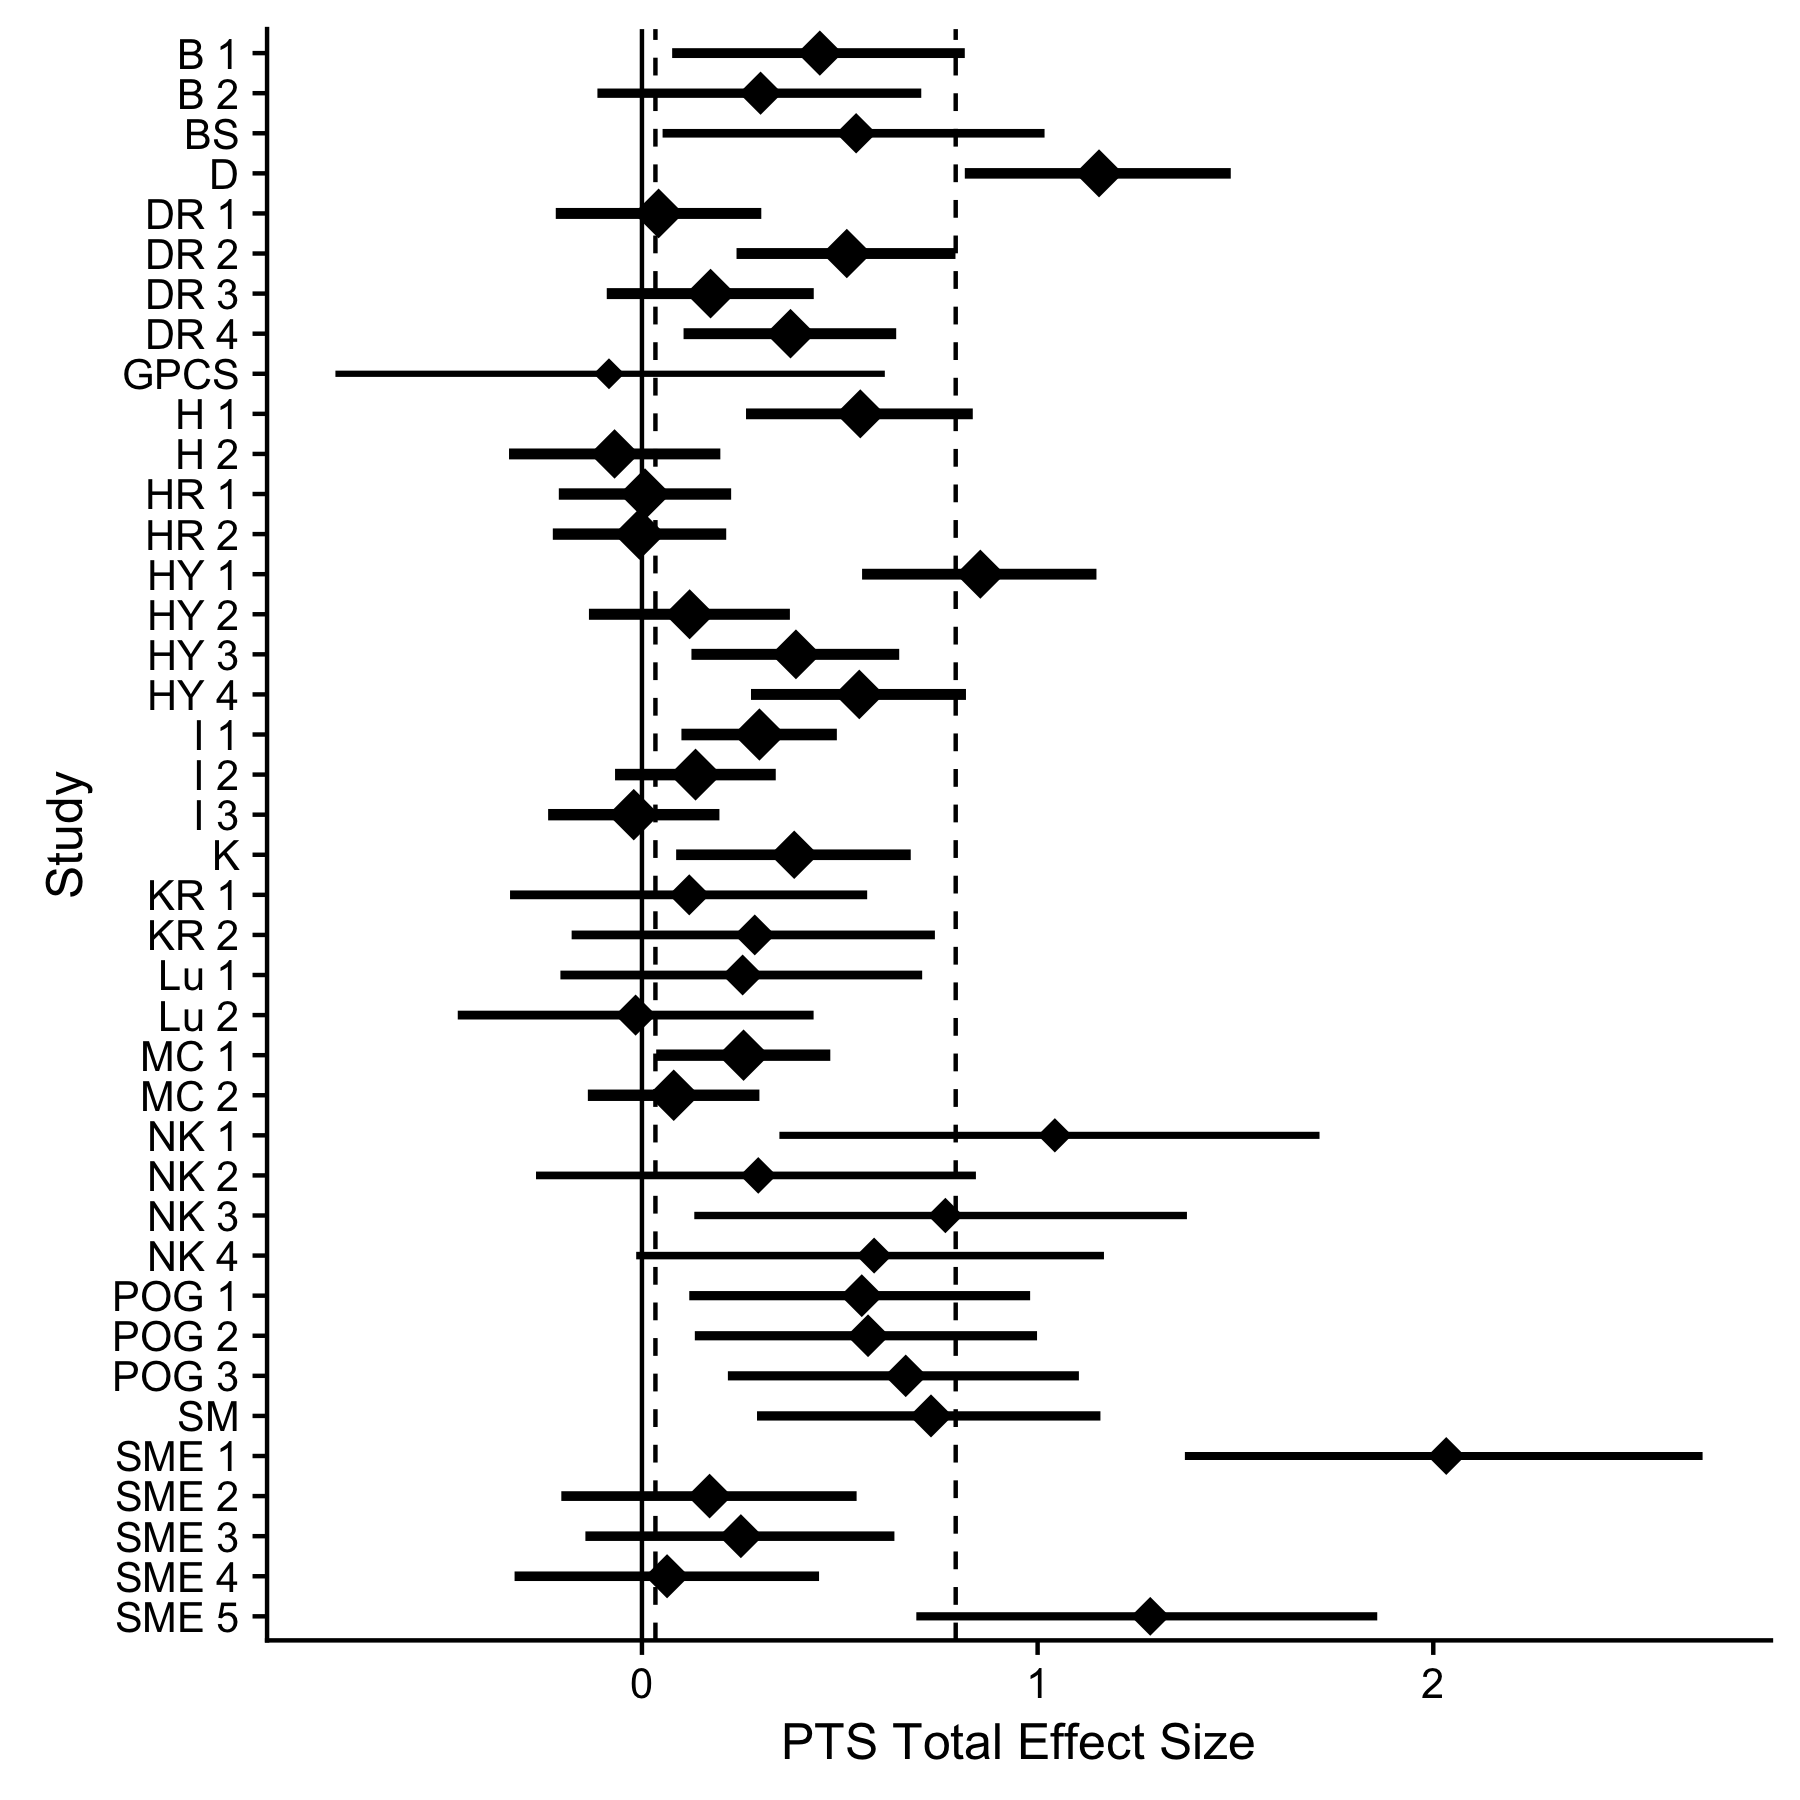 B 1
B 2
BS
D
DR 1
DR 2
DR 3
DR 4
GPCS
H 1
H 2
HR 1
HR 2
HY 1
HY 2
HY 3
HY 4
I 1
I 2
I 3
K
KR 1
KR 2
Lu 1
Lu 2
MC 1
MC 2
NK 1
NK 2
NK 3
NK 4
POG 1
POG 2
POG 3
SM
SME 1
SME 2
SME 3
SME 4
SME 5
Study
0 1 2
PTS Total Effect Size